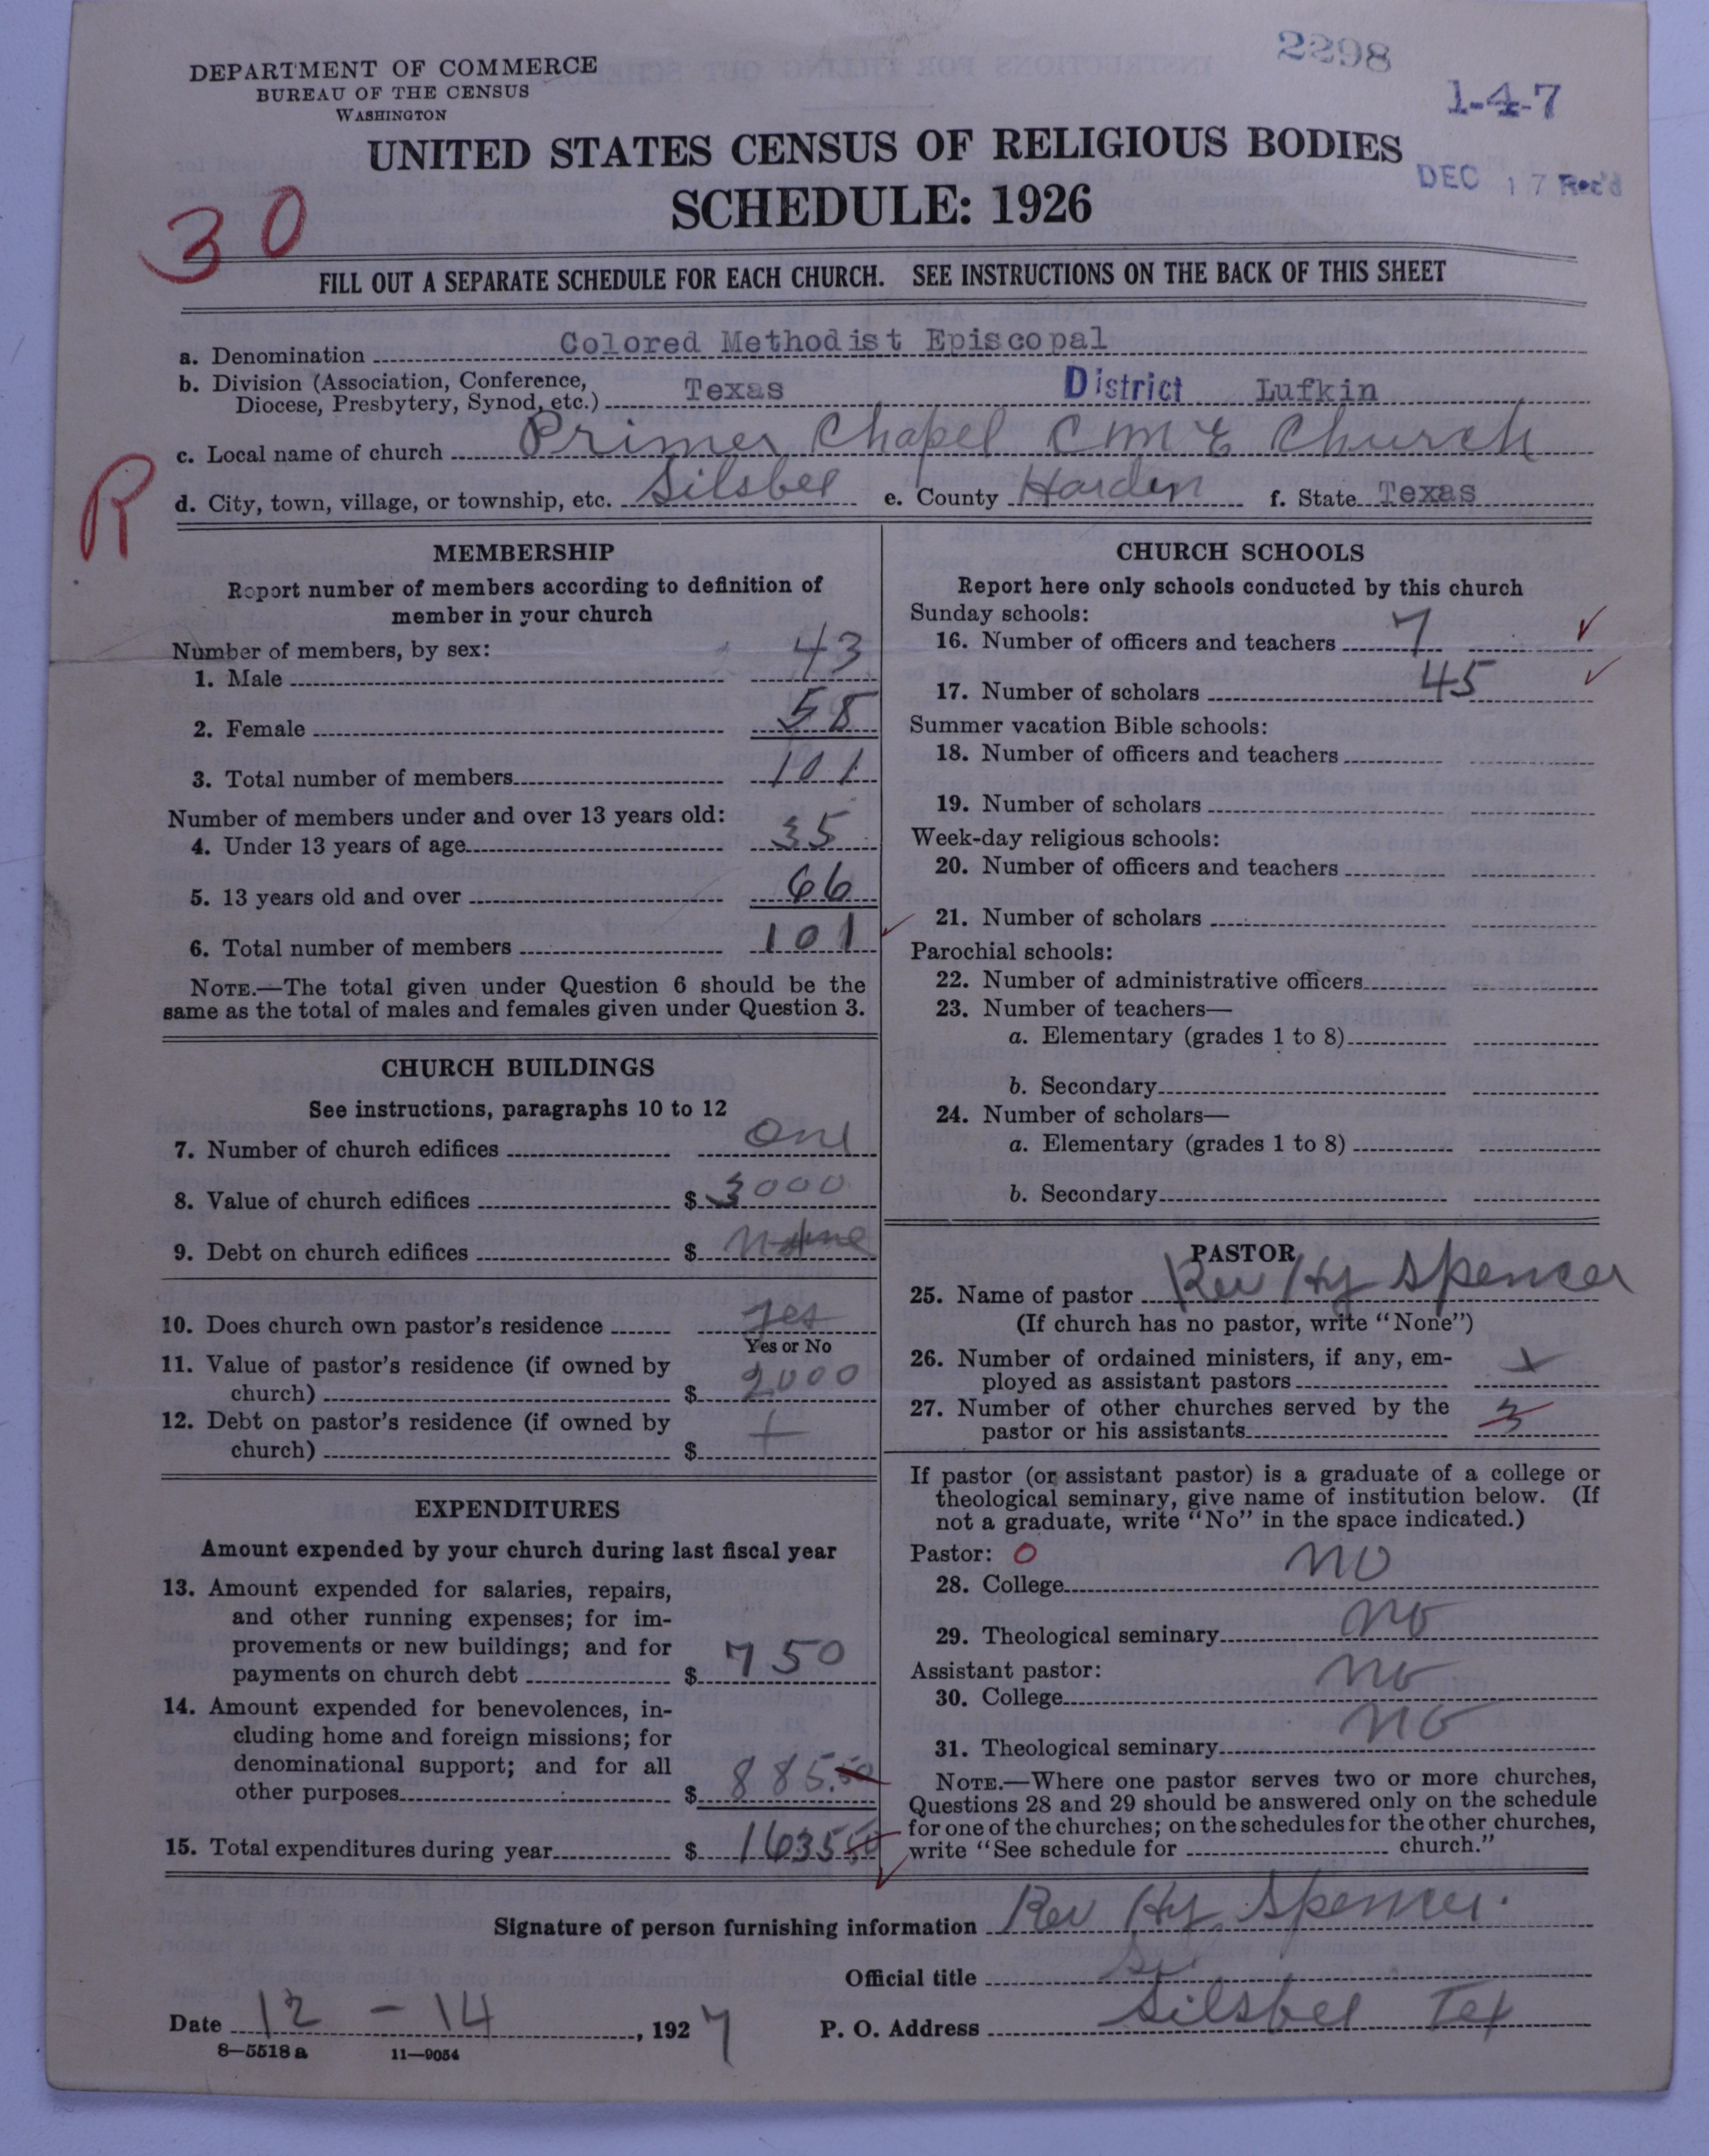 2298
DEPARTMENT OF COMMERCE
BUREAU OF THE CENSUS
WASHINGTON
1-4-7
UNITED STATES CENSUS OF RELIGIOUS BODIES
SCHEDULE: 1926
DEC 17 Rec'd
30
FILL OUT A SEPARATE SCHEDULE FOR EACH CHURCH. SEE INSTRUCTIONS ON THE BACK OF THIS SHEET
a. Denomination Colored Methodist Episcopal
b. Division (Association, Conference,
Diocese, Presbytery, Synod, etc.) Texas District Lufkin
c. Local name of church Primer Chapel C M E Church
R
d. City, town, village, or township, etc. Silsbee e. County Harden f. State Texas
MEMBERSHIP
Report number of members according to definition of
member in your church
Number of members, by sex:
1. Male 43
2. Female 58
3. Total number of members 101
Number of members under and over 13 years old:
4. Under 13 years of age 35
5. 13 years old and over 66
6. Total number of members 101
NOTE.—The total given under Question 6 should be the
same as the total of males and females given under Question 3.
CHURCH BUILDINGS
See instructions, paragraphs 10 to 12
7. Number of church edifices one
8. Value of church edifices $ 3000
9. Debt on church edifices $ none
10. Does church own pastor's residence yes
Yes or No
11. Value of pastor's residence (if owned by
church) $ 2000
12. Debt on pastor's residence (if owned by
church) $
EXPENDITURES
Amount expended by your church during last fiscal year
13. Amount expended for salaries, repairs,
and other running expenses; for im-
provements or new buildings; and for
payments on church debt $ 750
14. Amount expended for benevolences, in-
cluding home and foreign missions; for
denominational support; and for all
other purposes $ 885.50
15. Total expenditures during year $ 1635 50
CHURCH SCHOOLS
Report here only schools conducted by this church
Sunday schools:
16. Number of officers and teachers 7
17. Number of scholars 45
Summer vacation Bible schools:
18. Number of officers and teachers
19. Number of scholars
Week-day religious schools:
20. Number of officers and teachers
21. Number of scholars
Parochial schools:
22. Number of administrative officers
23. Number of teachers—
a. Elementary (grades 1 to 8)
b. Secondary
24. Number of scholars—
a. Elementary (grades 1 to 8)
b. Secondary
PASTOR
25. Name of pastor Rev Hy Spencer
(If church has no pastor, write "None")
26. Number of ordained ministers, if any, em-
ployed as assistant pastors
27. Number of other churches served by the
pastor or his assistants 3
If pastor (or assistant pastor) is a graduate of a college or
theological seminary, give name of institution below. (If
not a graduate, write "No" in the space indicated.)
Pastor: 0
28. College no
29. Theological seminary no
Assistant pastor:
30. College no
31. Theological seminary no
NOTE.—Where one pastor serves two or more churches,
Questions 28 and 29 should be answered only on the schedule
for one of the churches; on the schedules for the other churches,
write "See schedule for church."
Signature of person furnishing information Rev Hy Spencer.
Official title
Date 12 - 14, 1927 P. O. Address Silsbee Tex
8—5518 a 11—9054